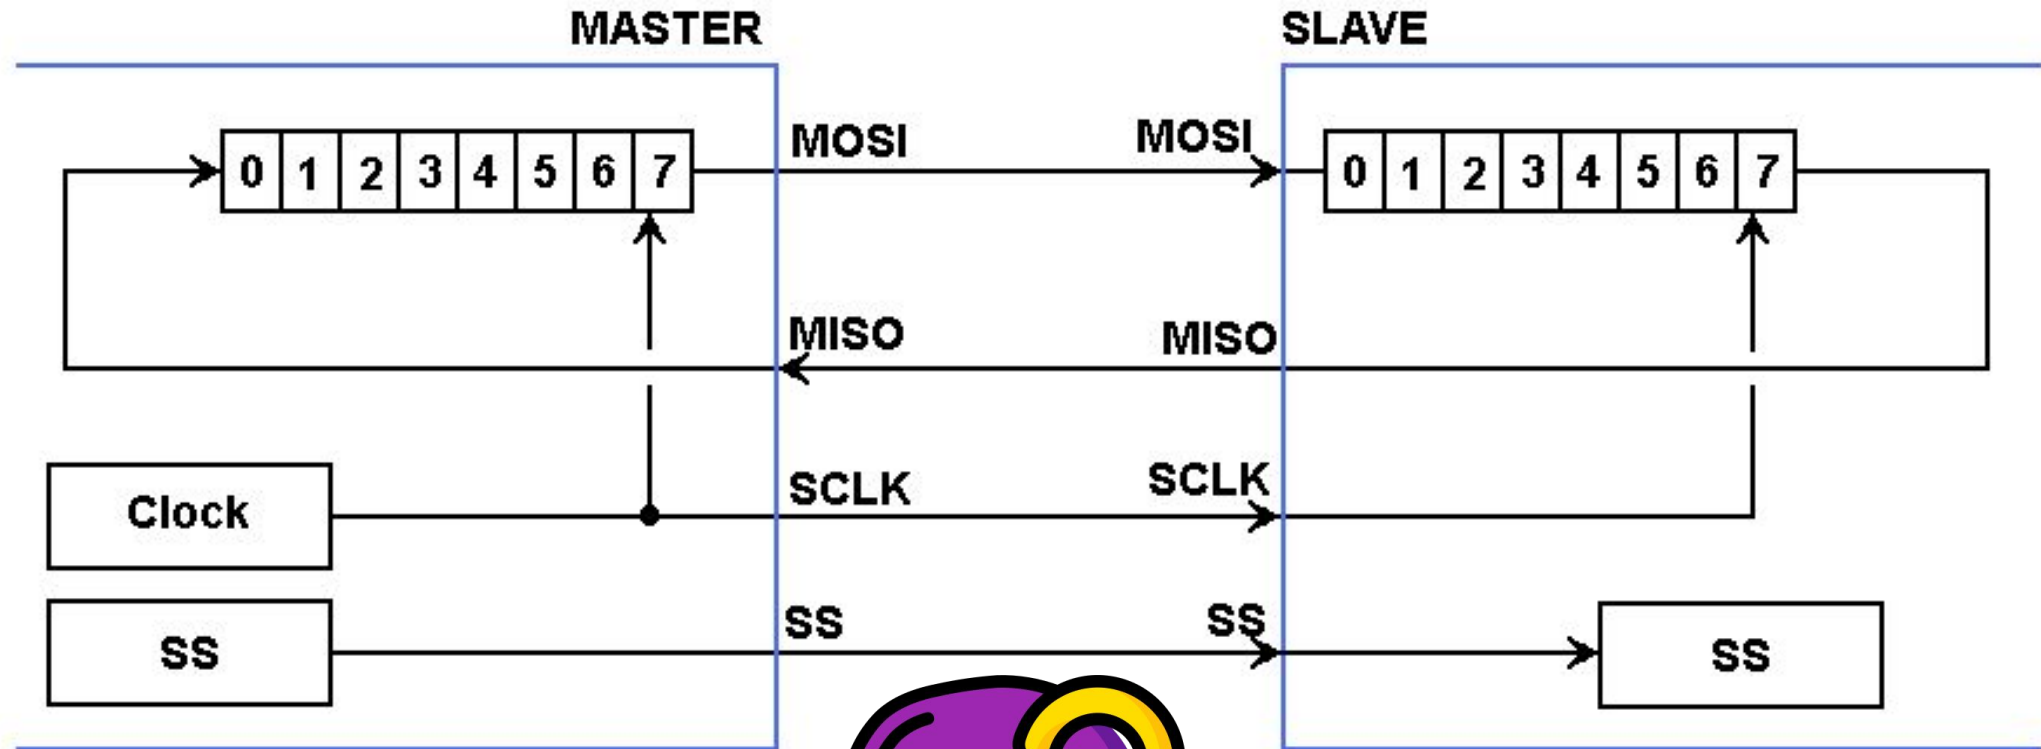 MASTER SLAVE
0 1 2 3 4 5 6 7 MOSI MOSI 0 1 2 3 4 5 6 7
MISO MISO
Clock SCLK SCLK
SS SS SS SS